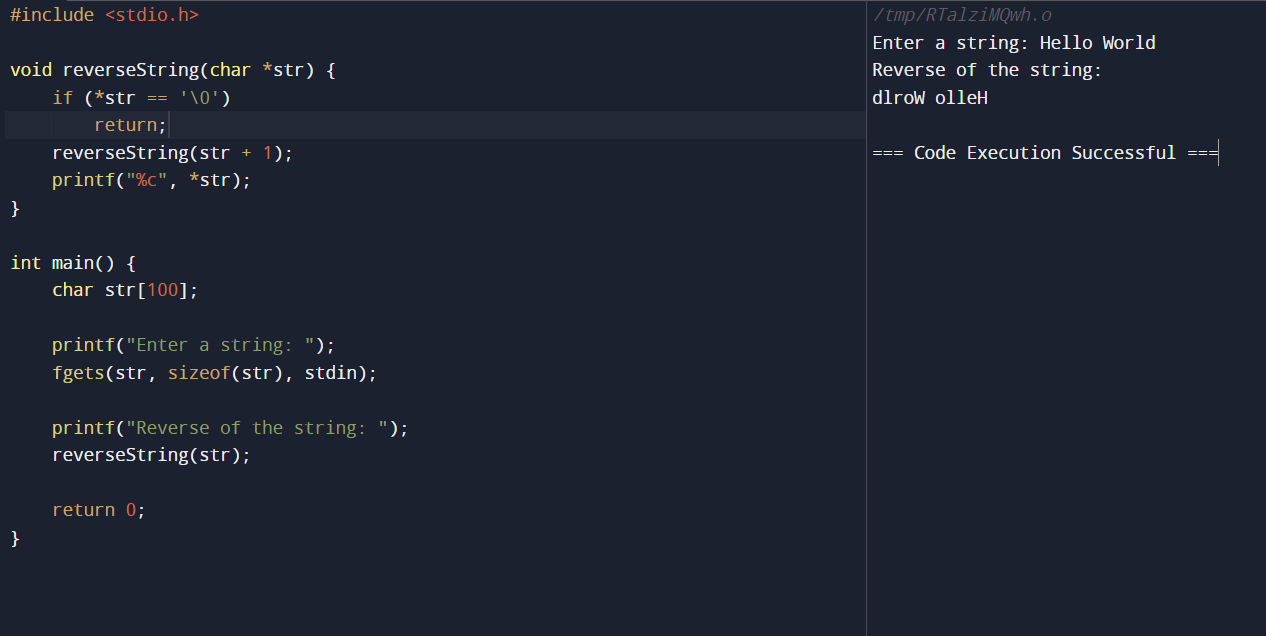 #include <stdio.h>

void reverseString(char *str) {
    if (*str == '\0')
        return;
    reverseString(str + 1);
    printf("%c", *str);
}

int main() {
    char str[100];

    printf("Enter a string: ");
    fgets(str, sizeof(str), stdin);

    printf("Reverse of the string: ");
    reverseString(str);

    return 0;
}
/tmp/RTalziMQwh.o
Enter a string: Hello World
Reverse of the string:
dlroW olleH

=== Code Execution Successful ===